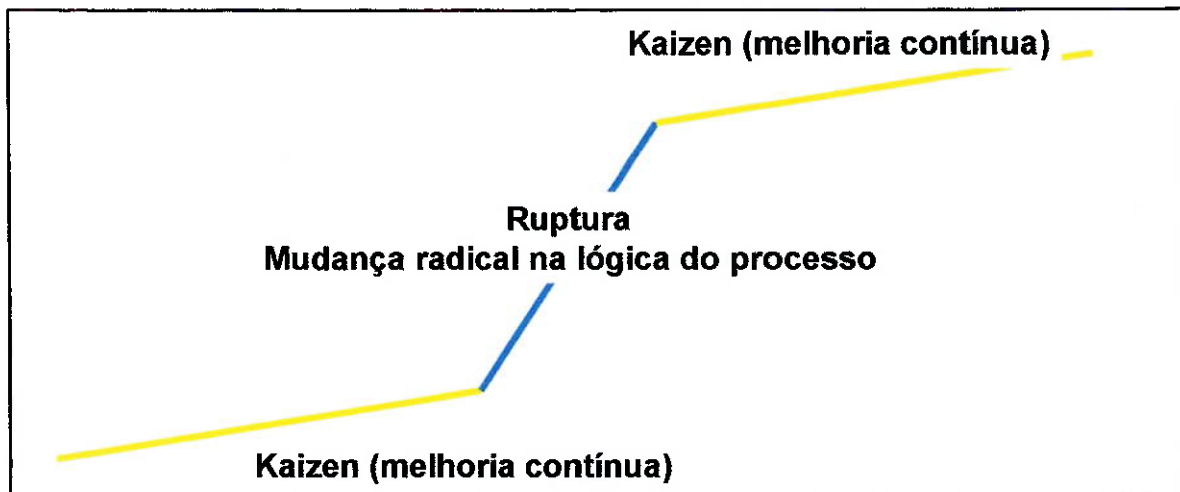 Kaizen (melhoria contínua)
Ruptura
Mudança radical na lógica do processo
Kaizen (melhoria contínua)